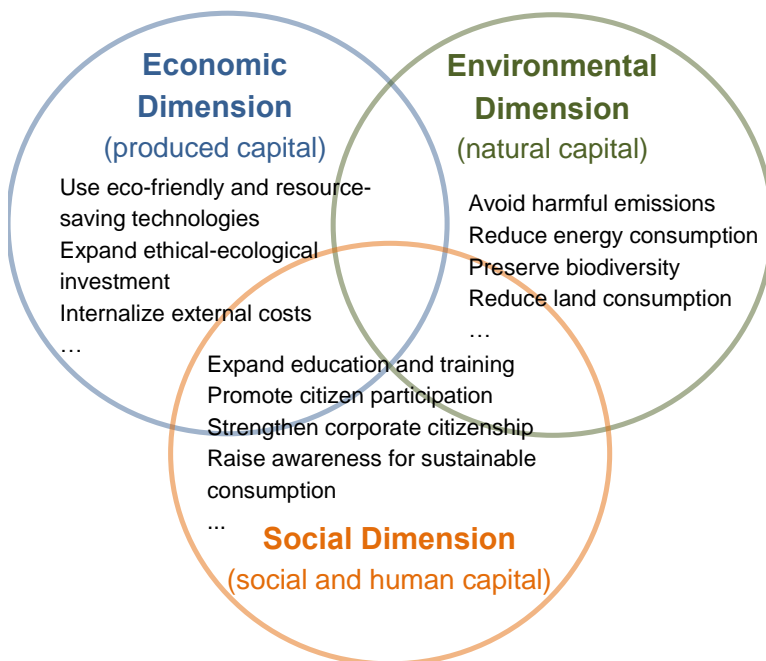 Economic
Dimension
(produced capital)
Use eco-friendly and resource-
saving technologies
Expand ethical-ecological
investment
Internalize external costs
…
Environmental
Dimension
(natural capital)
Avoid harmful emissions
Reduce energy consumption
Preserve biodiversity
Reduce land consumption
…
Expand education and training
Promote citizen participation
Strengthen corporate citizenship
Raise awareness for sustainable
consumption
...
Social Dimension
(social and human capital)